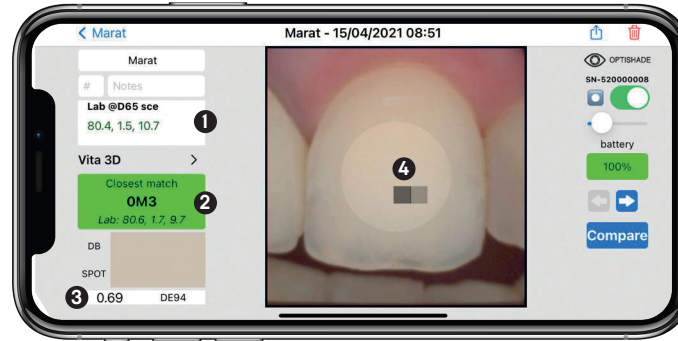 Marat
Marat - 15/04/2021 08:51
Marat
# Notes
Lab @D65 sce
80.4, 1.5, 10.7
1
Vita 3D >
Closest match
0M3
Lab: 80.6, 1.7, 9.7
2
DB
SPOT
3
0.69 DE94
4
OPTISHADE
SN-520000008
battery
100%
Compare